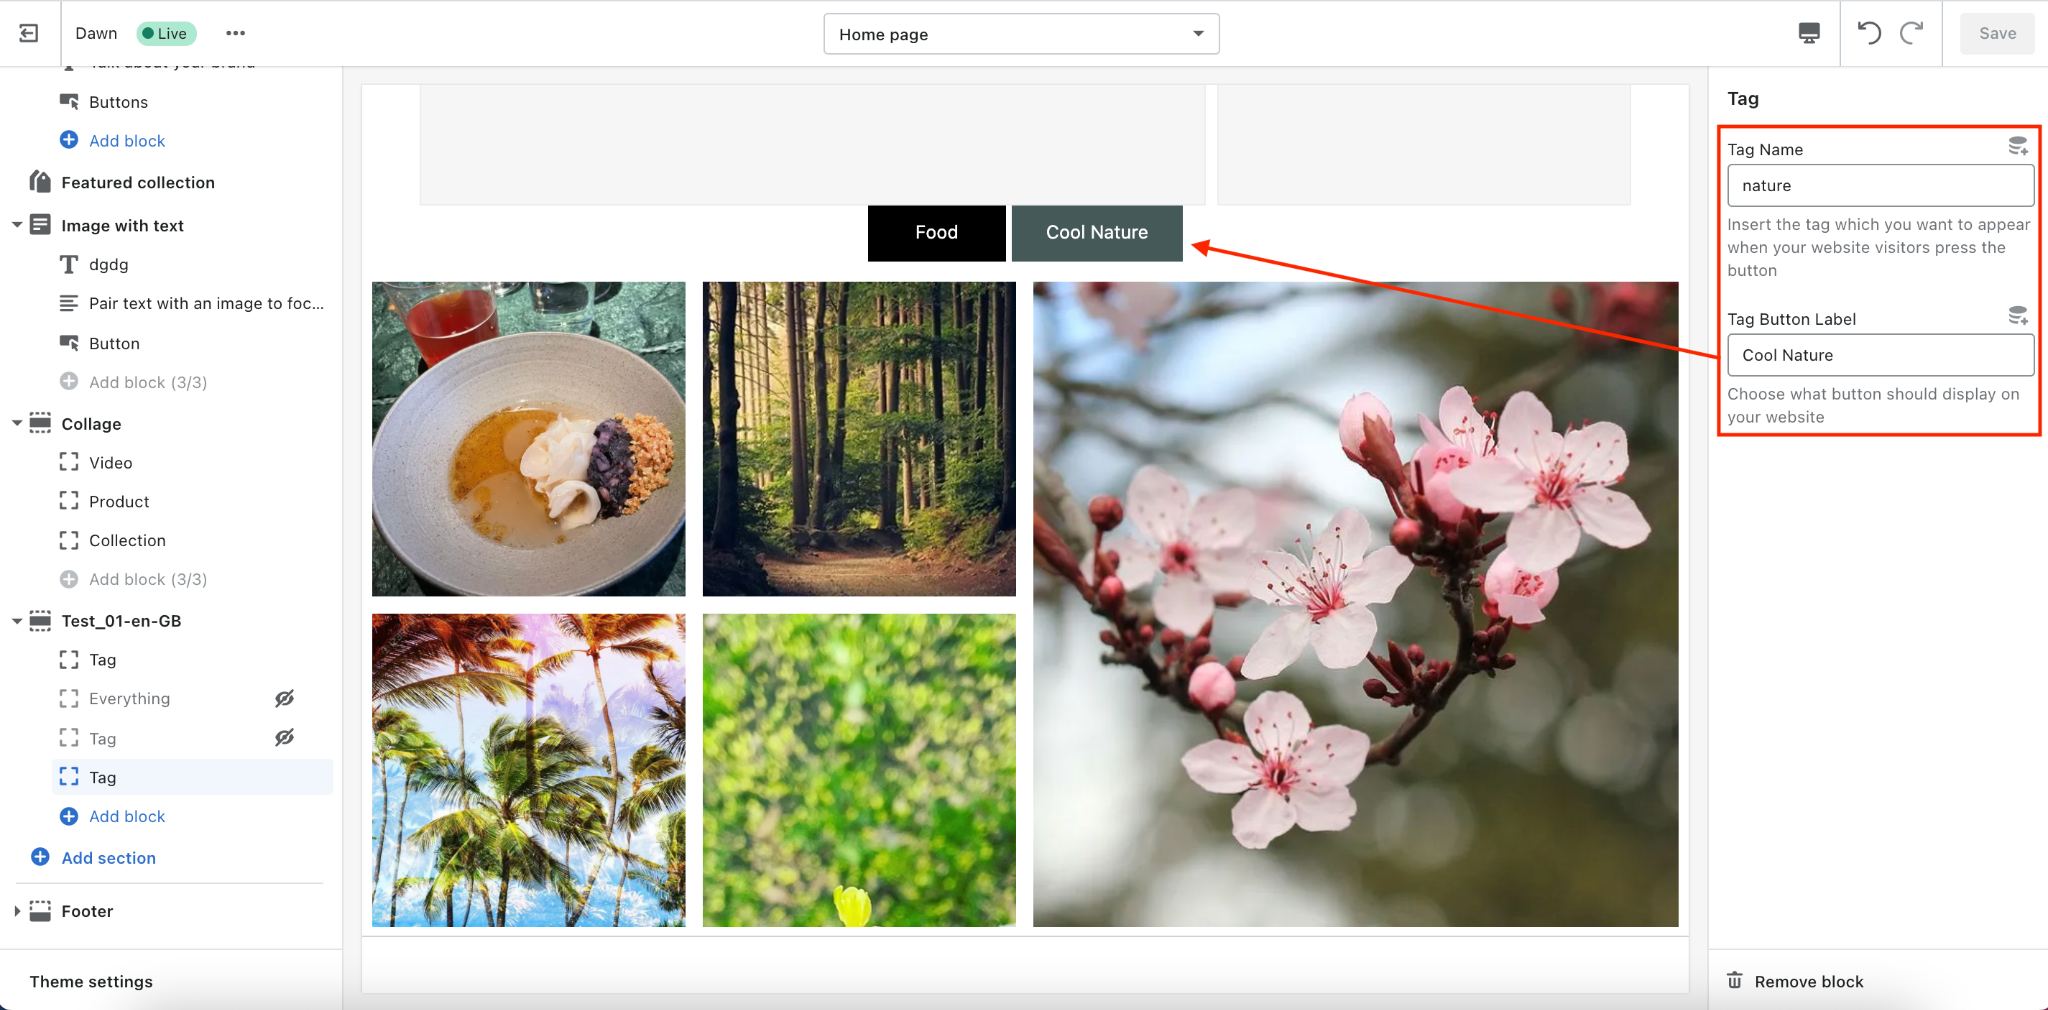 Dawn
Live
Home page
Save
Talk about your brand
Buttons
Add block
Featured collection
Image with text
dgdg
Pair text with an image to foc...
Button
Add block (3/3)
Collage
Video
Product
Collection
Add block (3/3)
Test_01-en-GB
Tag
Everything
Tag
Tag
Add block
Add section
Footer
Theme settings
Food
Cool Nature
Tag
Tag Name
nature
Insert the tag which you want to appear
when your website visitors press the
button
Tag Button Label
Cool Nature
Choose what button should display on
your website
Remove block